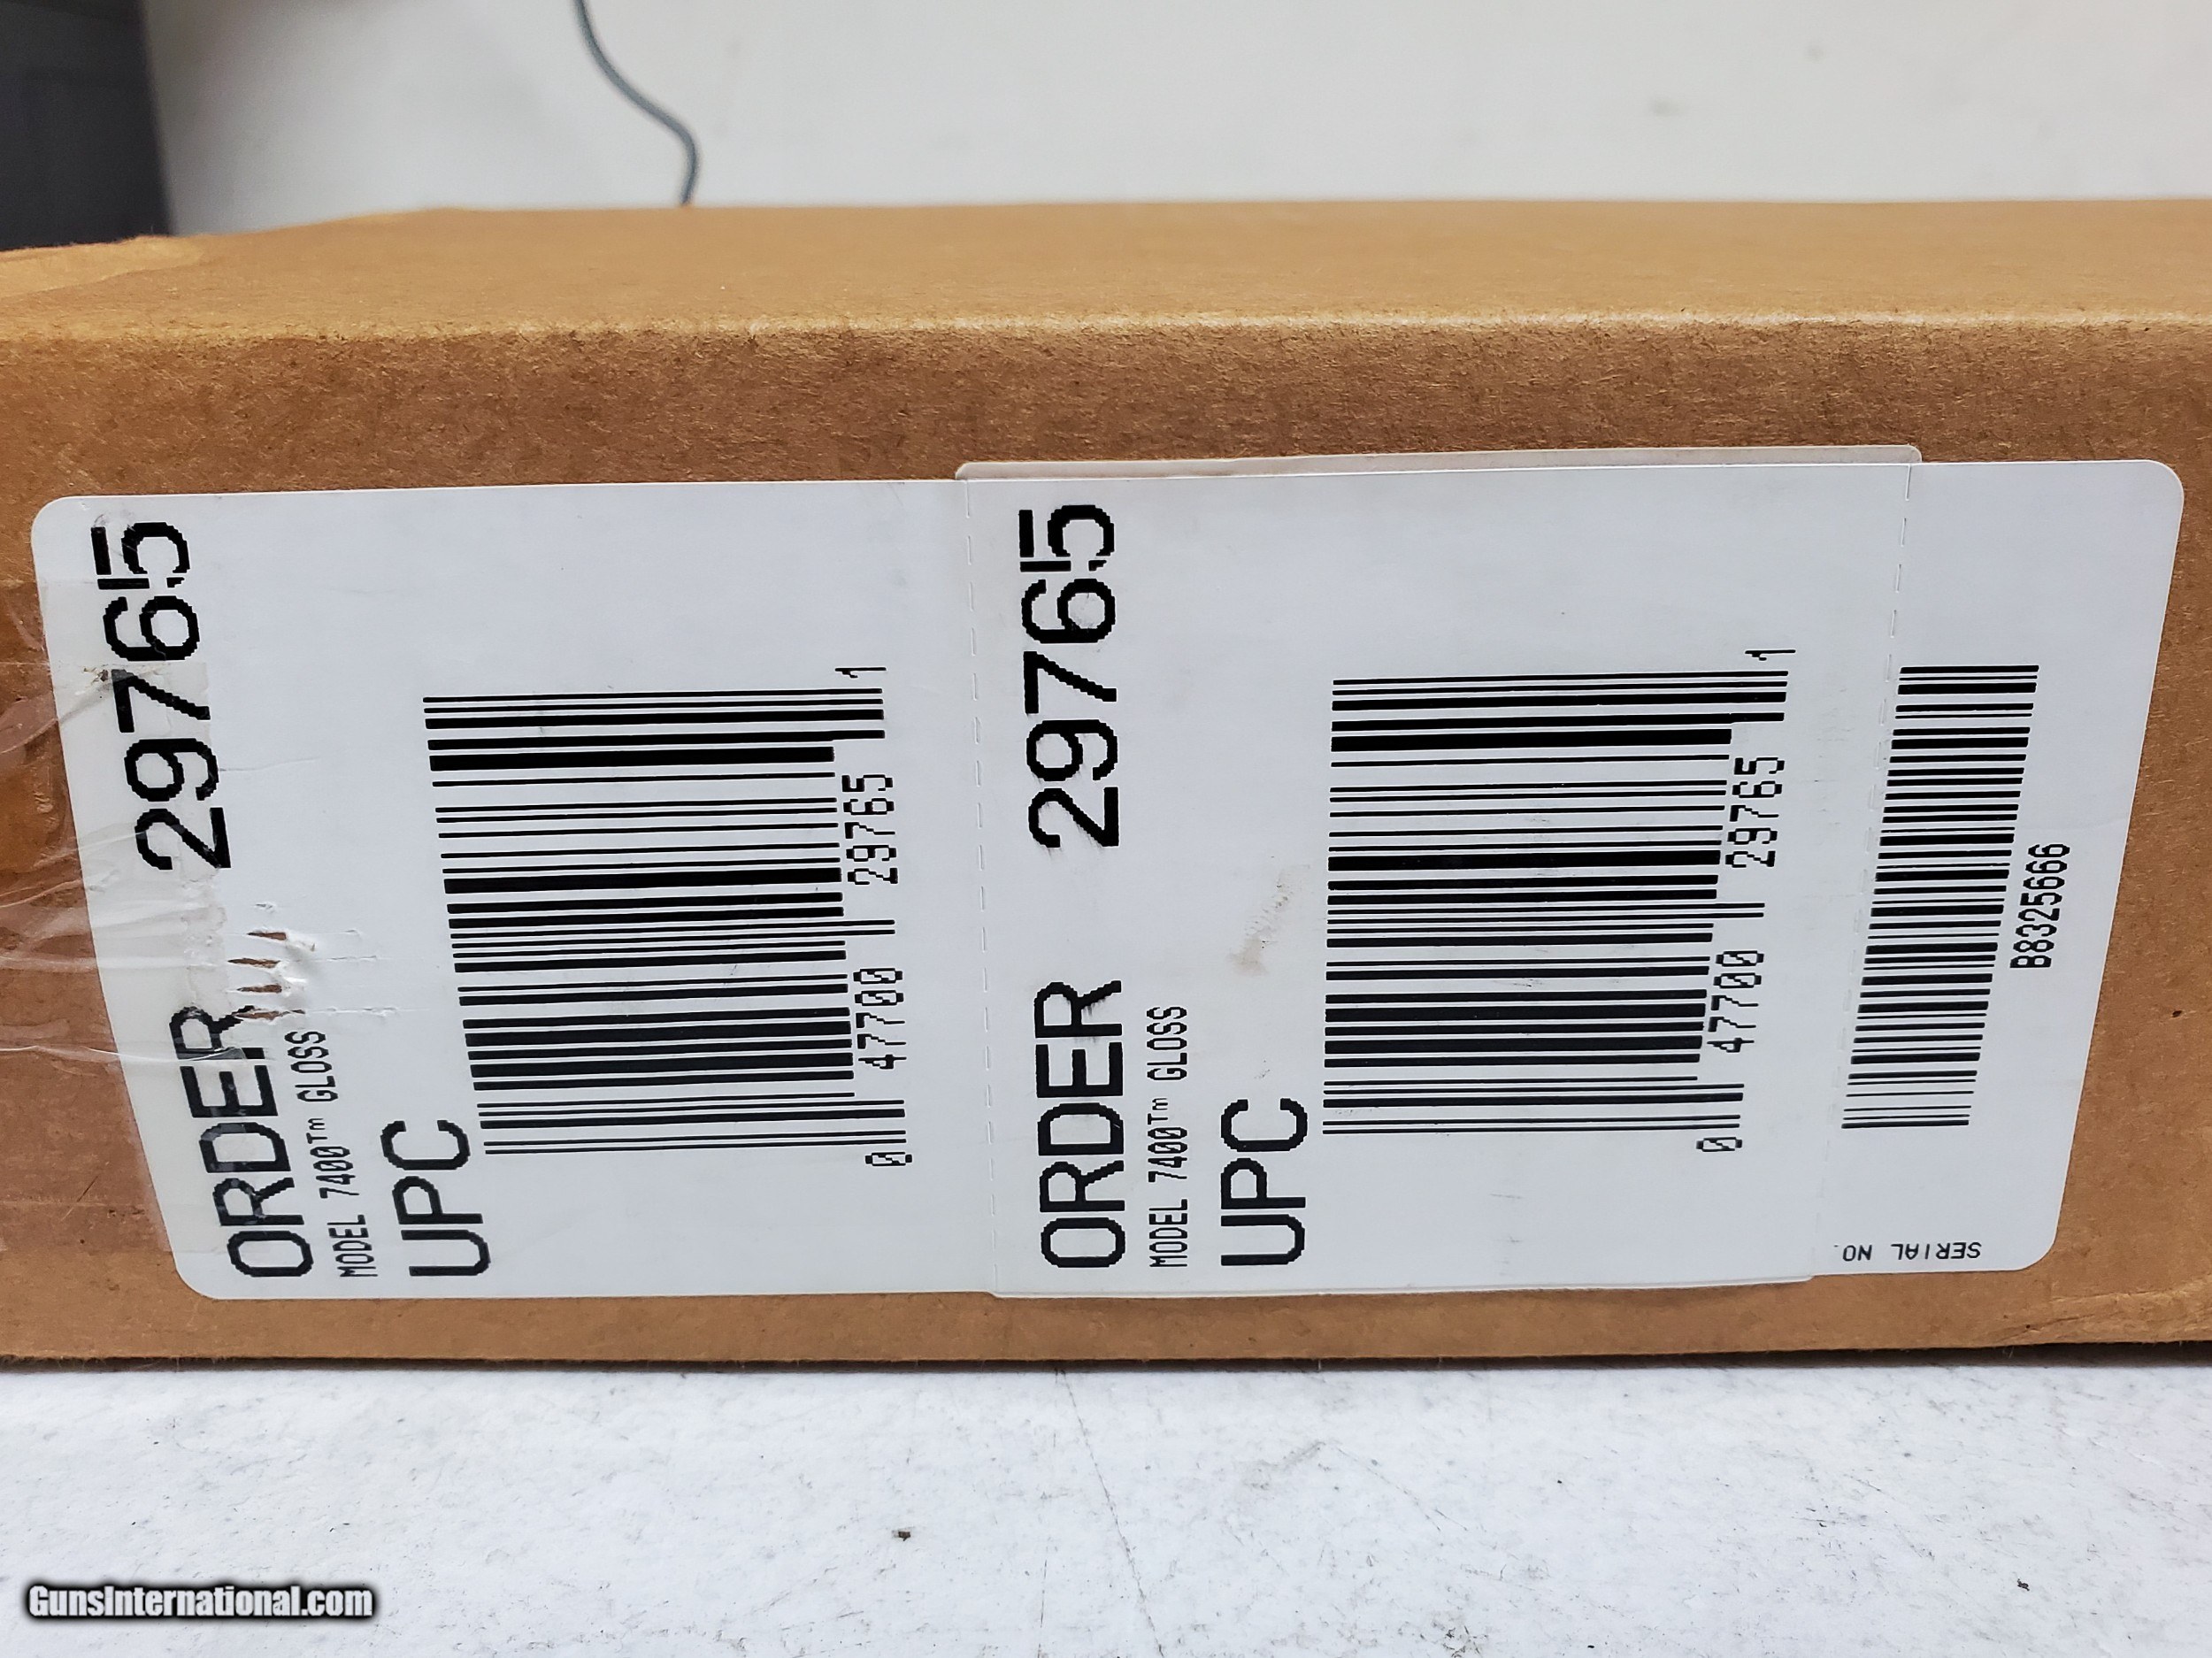 ORDER 29765
MODEL 7400™ GLOSS
UPC
0 47700 29765 1
ORDER 29765
MODEL 7400™ GLOSS
UPC
0 47700 29765 1
SERIAL NO.
B8325666
GunsInternational.com